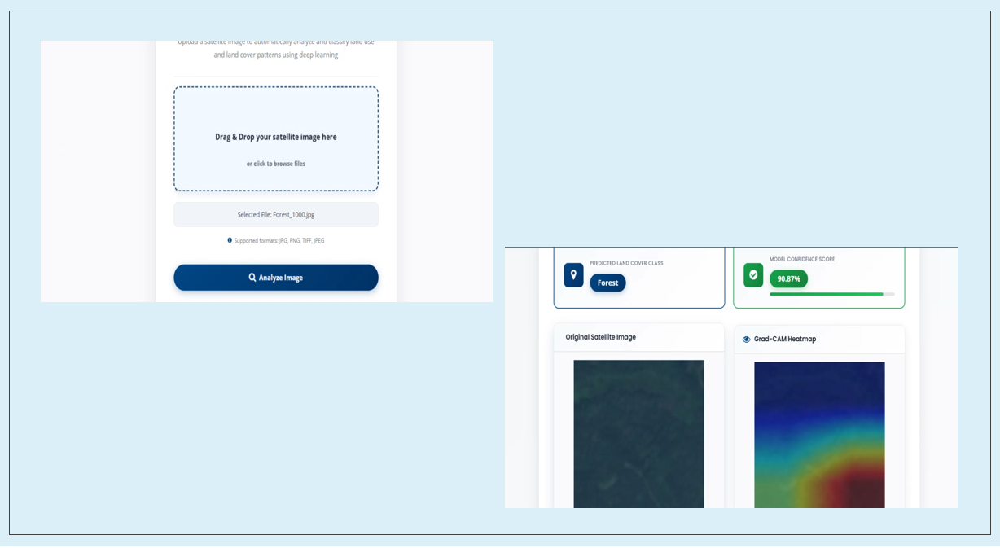 Upload a satellite image to automatically analyze and classify land use
and land cover patterns using deep learning
Drag & Drop your satellite image here
or click to browse files
Selected File: Forest_1000.jpg
Supported formats: JPG, PNG, TIFF, JPEG
Analyze Image
PREDICTED LAND COVER CLASS
Forest
MODEL CONFIDENCE SCORE
90.87%
Original Satellite Image
Grad-CAM Heatmap